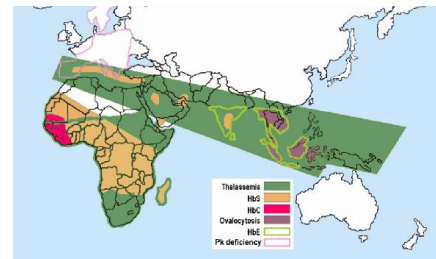 Thalassemia
HbS
HbC
Ovalocytosis
HbE
Pk deficiency